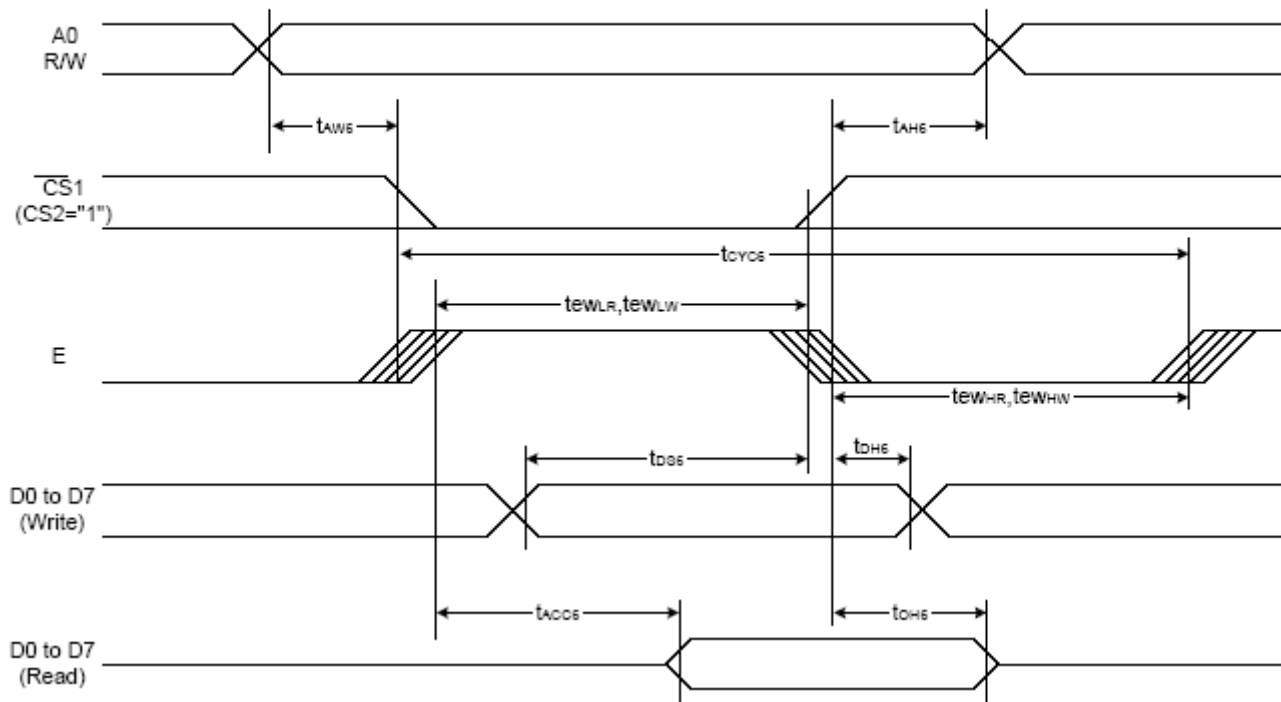 A0
R/W
tAW6
tAH6
CS1
(CS2="1")
tCYC6
tewLR,tewLW
E
tewHR,tewHW
tDS6
tDH6
D0 to D7
(Write)
tACC6
tOH6
D0 to D7
(Read)